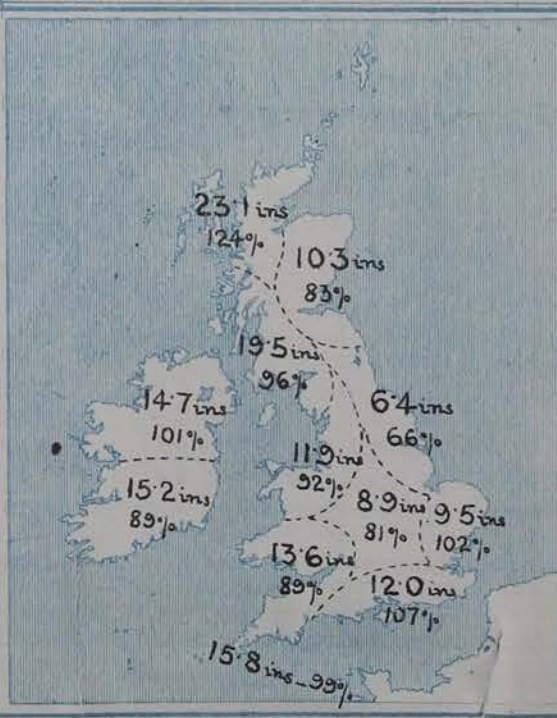 23·1 ins
124%
10·3 ins
83%
19·5 ins
96%
14·7 ins
101%
6·4 ins
66%
11·9 ins
92%
15·2 ins
89%
8·9 ins
81%
9·5 ins
102%
13·6 ins
89%
12·0 ins
107%
15·8 ins - 99%